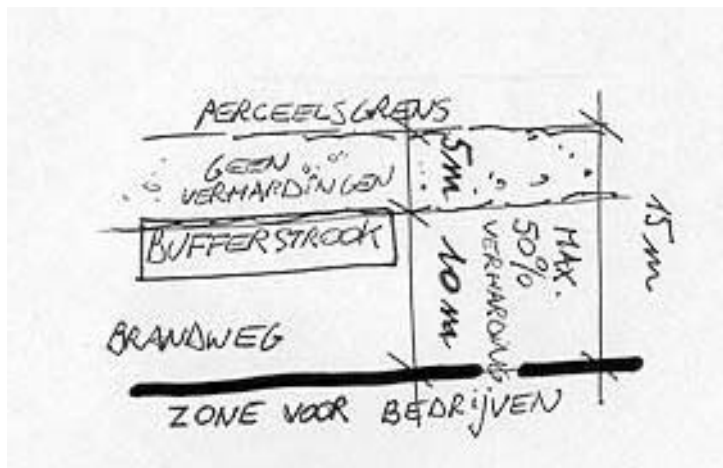 PERCEELSGRENS
GEEN
VERHARDINGEN
5m
BUFFERSTROOK
10m
MAX.
50%
VERHARDING
15m
BRANDWEG
ZONE VOOR BEDRIJVEN